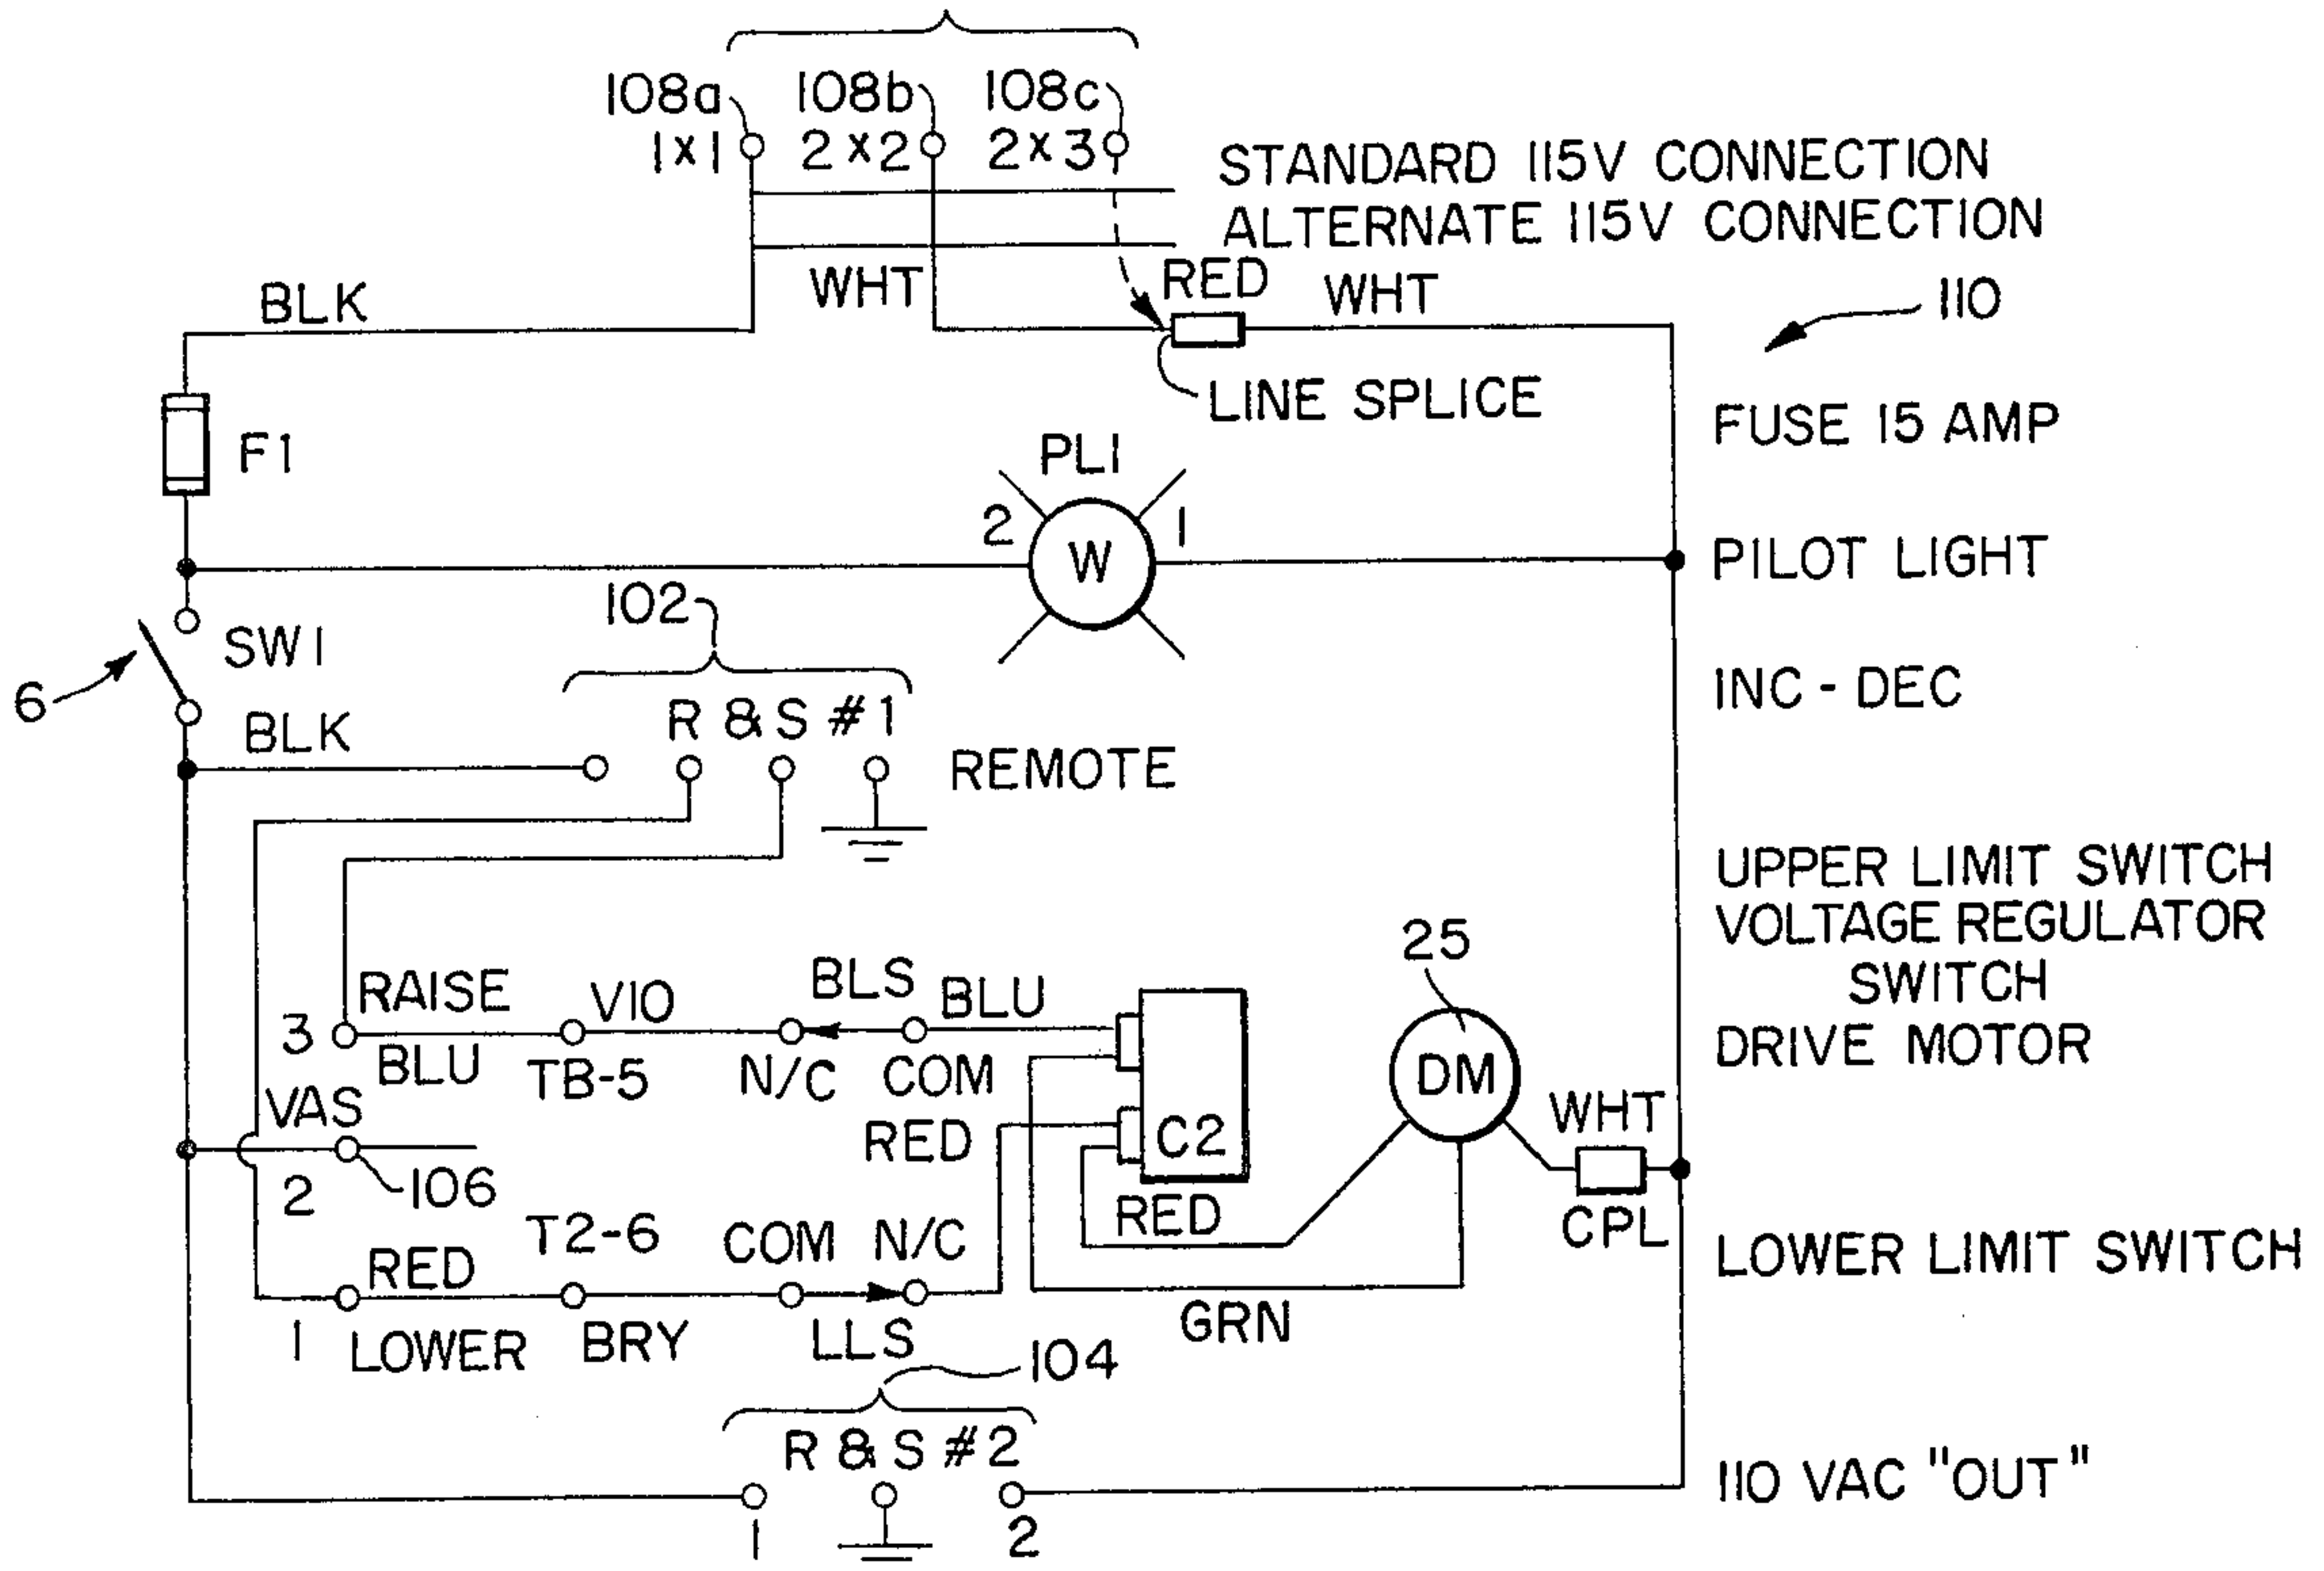 108a 108b 108c
1X1 2X2 2X3
STANDARD 115V CONNECTION
ALTERNATE 115V CONNECTION
BLK WHT RED WHT
110
LINE SPLICE
F1
FUSE 15 AMP
PL1
2 W 1
PILOT LIGHT
102
SW1
6
INC - DEC
BLK
R & S #1
REMOTE
UPPER LIMIT SWITCH
VOLTAGE REGULATOR
SWITCH
DRIVE MOTOR
25
RAISE VIO BLS BLU
3
BLU TB-5 N/C COM
DM
VAS RED C2 WHT
2 106
RED CPL
T2-6 COM N/C
RED
LOWER LIMIT SWITCH
1 LOWER BRY LLS GRN
104
R & S #2
110 VAC "OUT"
1 2